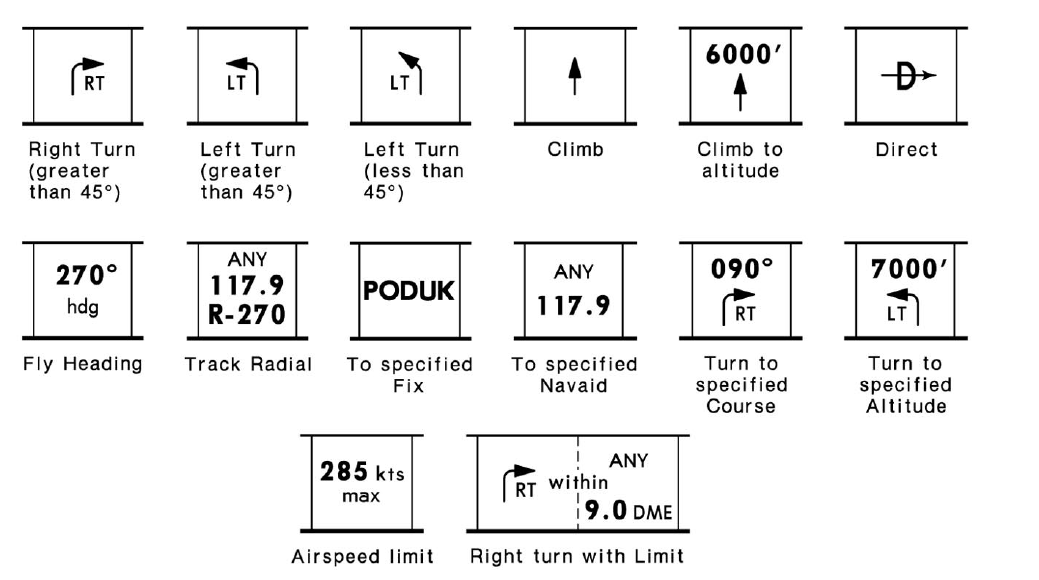 RT
Right Turn
(greater
than 45°)
LT
Left Turn
(greater
than 45°)
LT
Left Turn
(less than
45°)
Climb
6000′
Climb to
altitude
D
Direct
270°
hdg
Fly Heading
ANY
117.9
R-270
Track Radial
PODUK
To specified
Fix
ANY
117.9
To specified
Navaid
090°
RT
Turn to
specified
Course
7000′
LT
Turn to
specified
Altitude
285 kts
max
Airspeed limit
RT within
ANY
9.0 DME
Right turn with Limit